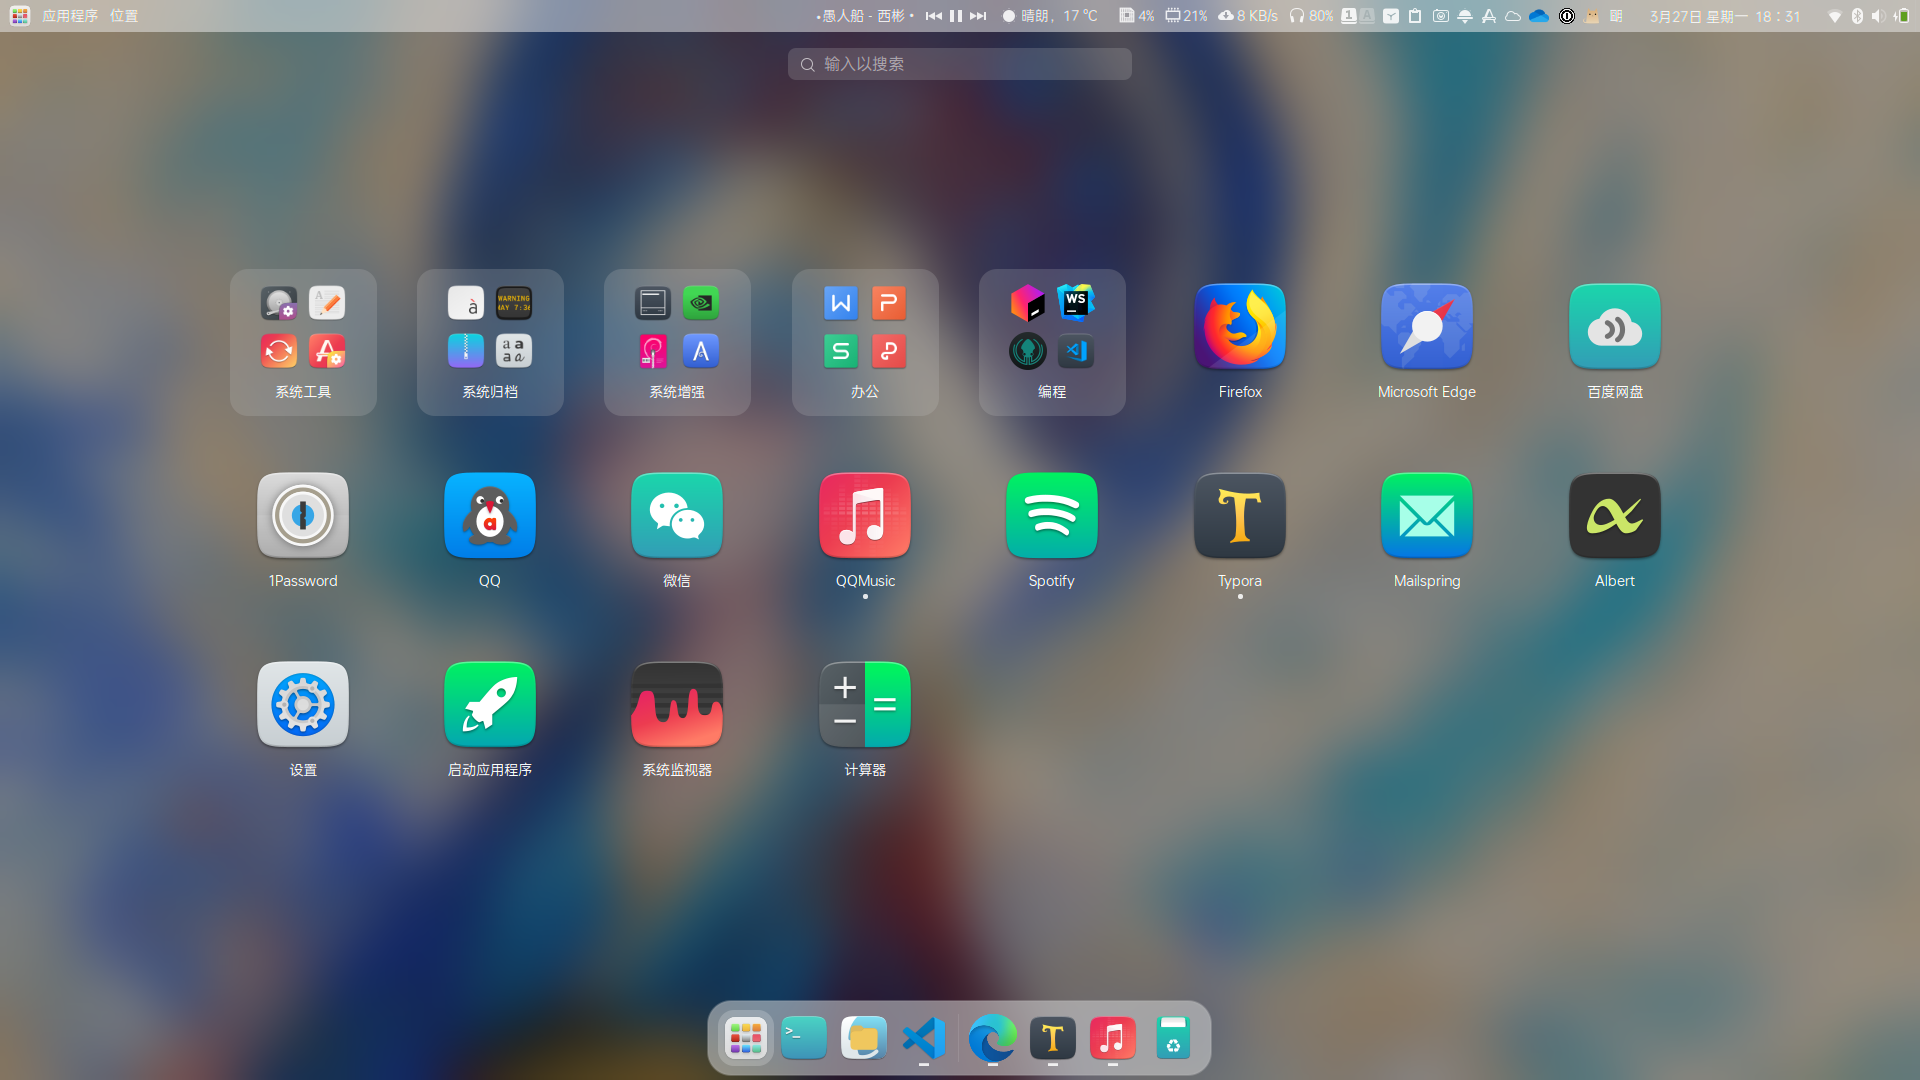 应用程序 位置
•愚人船 - 西彬•
晴朗，17 ℃
4%
21%
8 KB/s
80%
3月27日 星期一 18：31
输入以搜索
WARNING
WS
系统工具
系统归档
系统增强
办公
编程
Firefox
Microsoft Edge
百度网盘
1Password
QQ
微信
QQMusic
Spotify
Typora
Mailspring
Albert
设置
启动应用程序
系统监视器
计算器